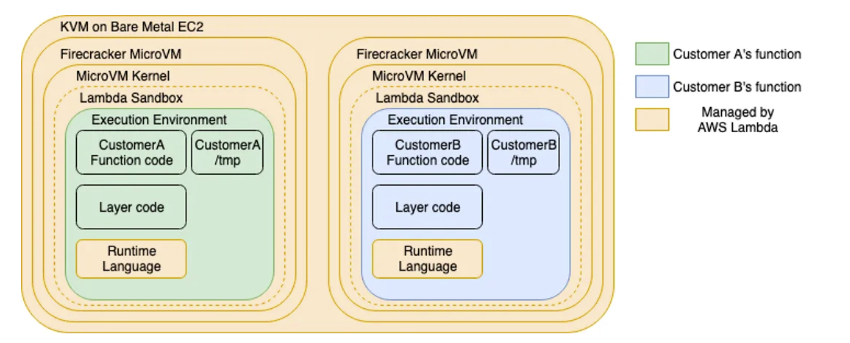 KVM on Bare Metal EC2
Firecracker MicroVM
MicroVM Kernel
Lambda Sandbox
Execution Environment
CustomerA
Function code
CustomerA
/tmp
Layer code
Runtime
Language
Firecracker MicroVM
MicroVM Kernel
Lambda Sandbox
Execution Environment
CustomerB
Function code
CustomerB
/tmp
Layer code
Runtime
Language
Customer A's function
Customer B's function
Managed by
AWS Lambda